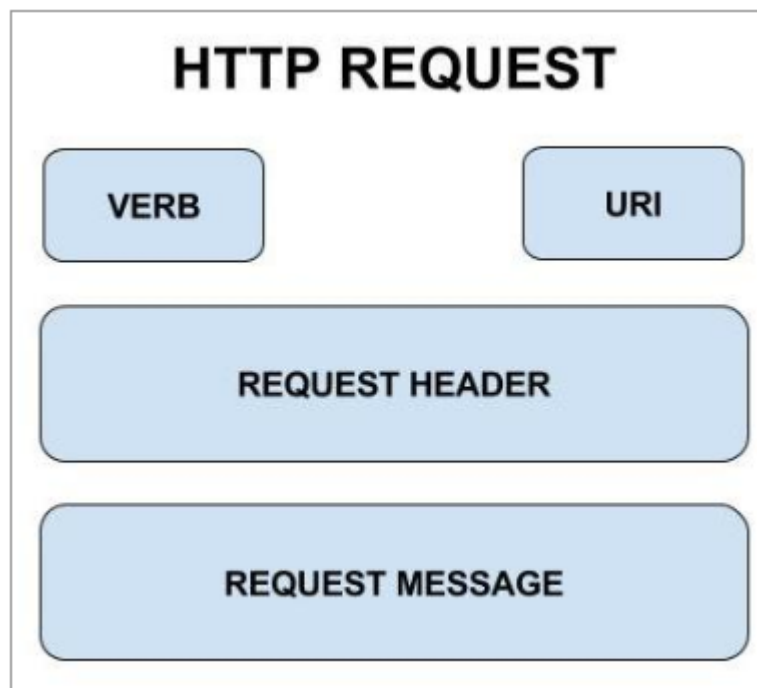 HTTP REQUEST
VERB
URI
REQUEST HEADER
REQUEST MESSAGE